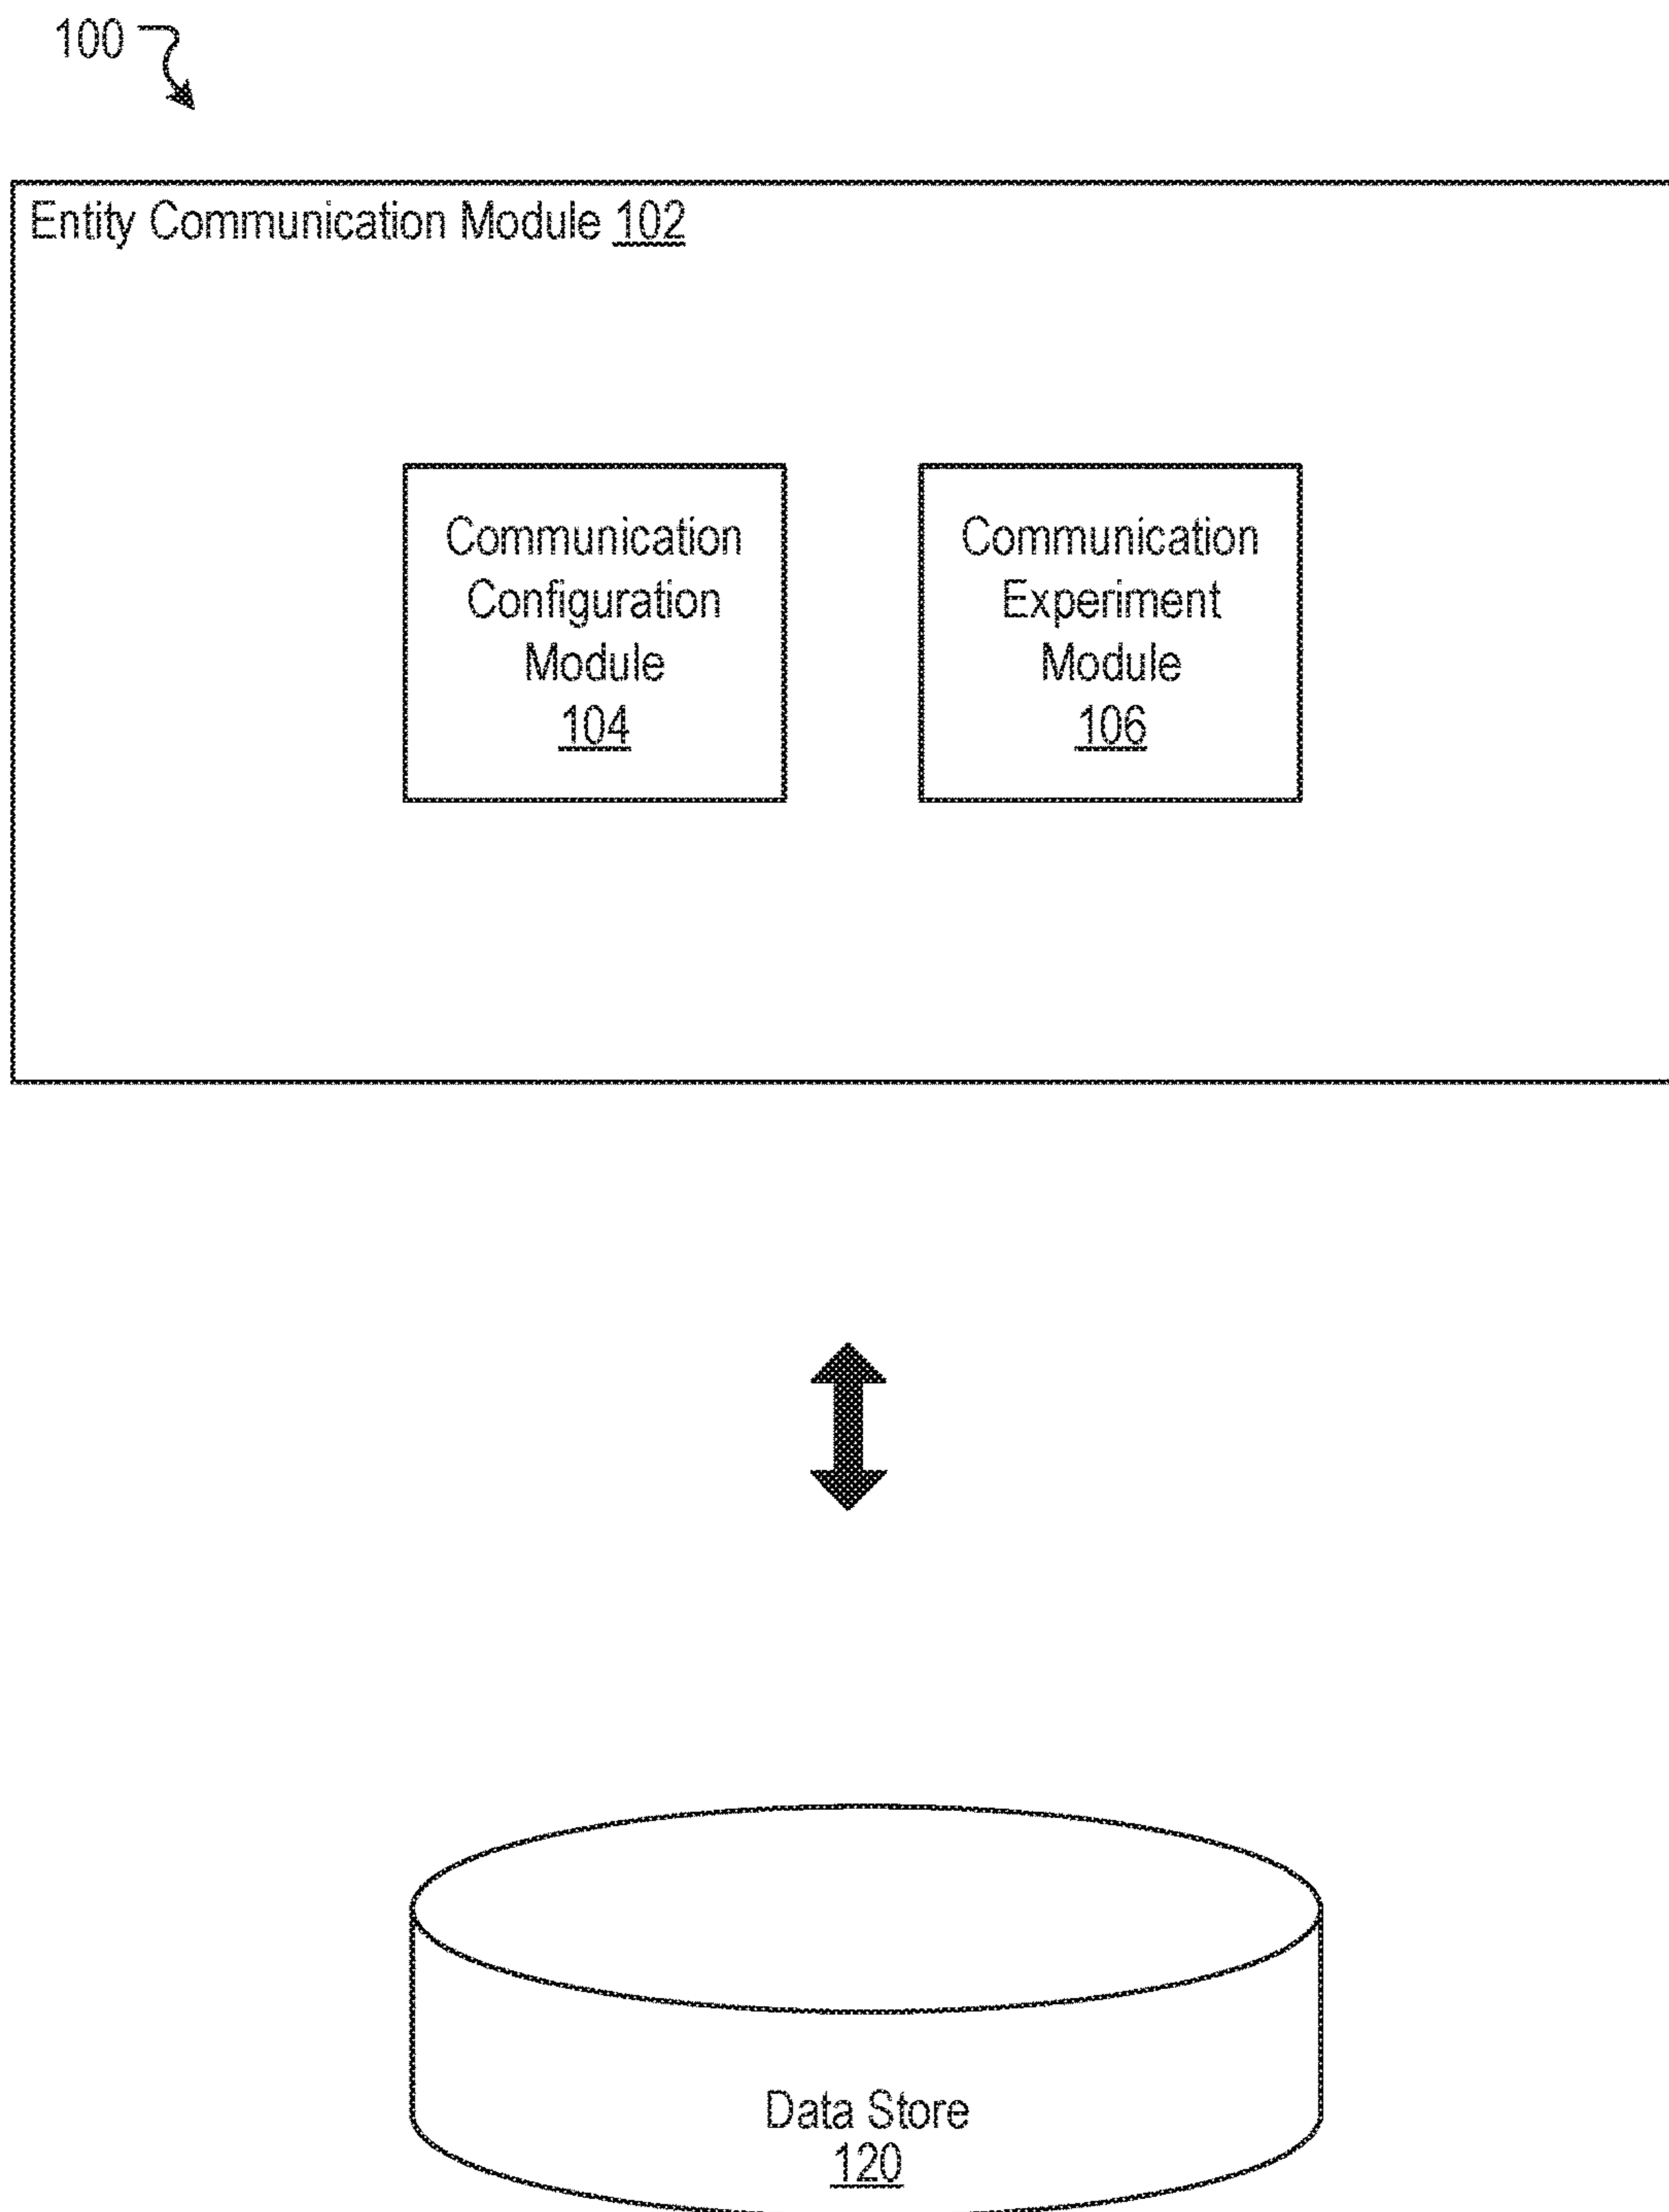 100
Entity Communication Module 102
Communication
Configuration
Module
104
Communication
Experiment
Module
106
Data Store
120